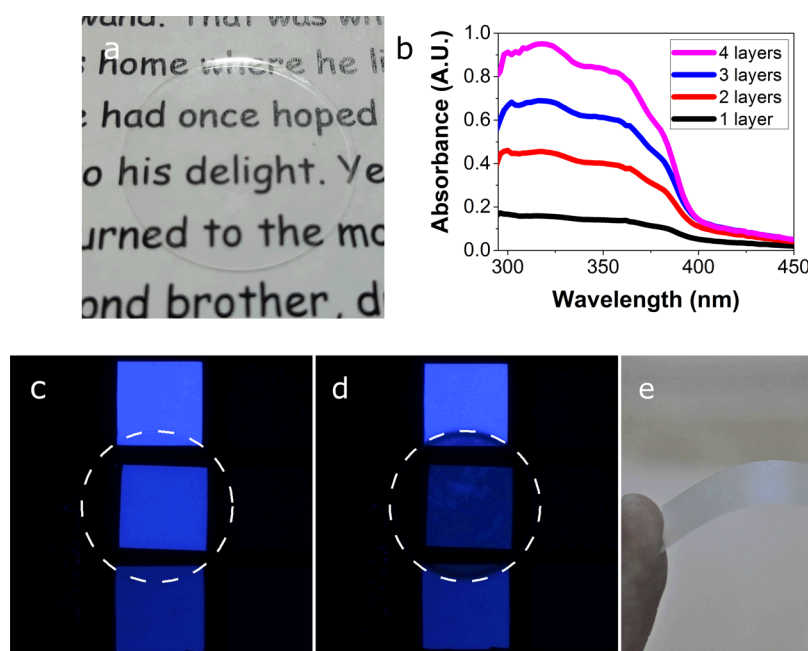 wand. That was wh
a
s home where he li
e had once hoped
o his delight. Ye
urned to the mo
ond brother, d
b
Absorbance (A.U.)
1.0
0.8
0.6
0.4
0.2
0.0
4 layers
3 layers
2 layers
1 layer
300 350 400 450
Wavelength (nm)
c
d
e